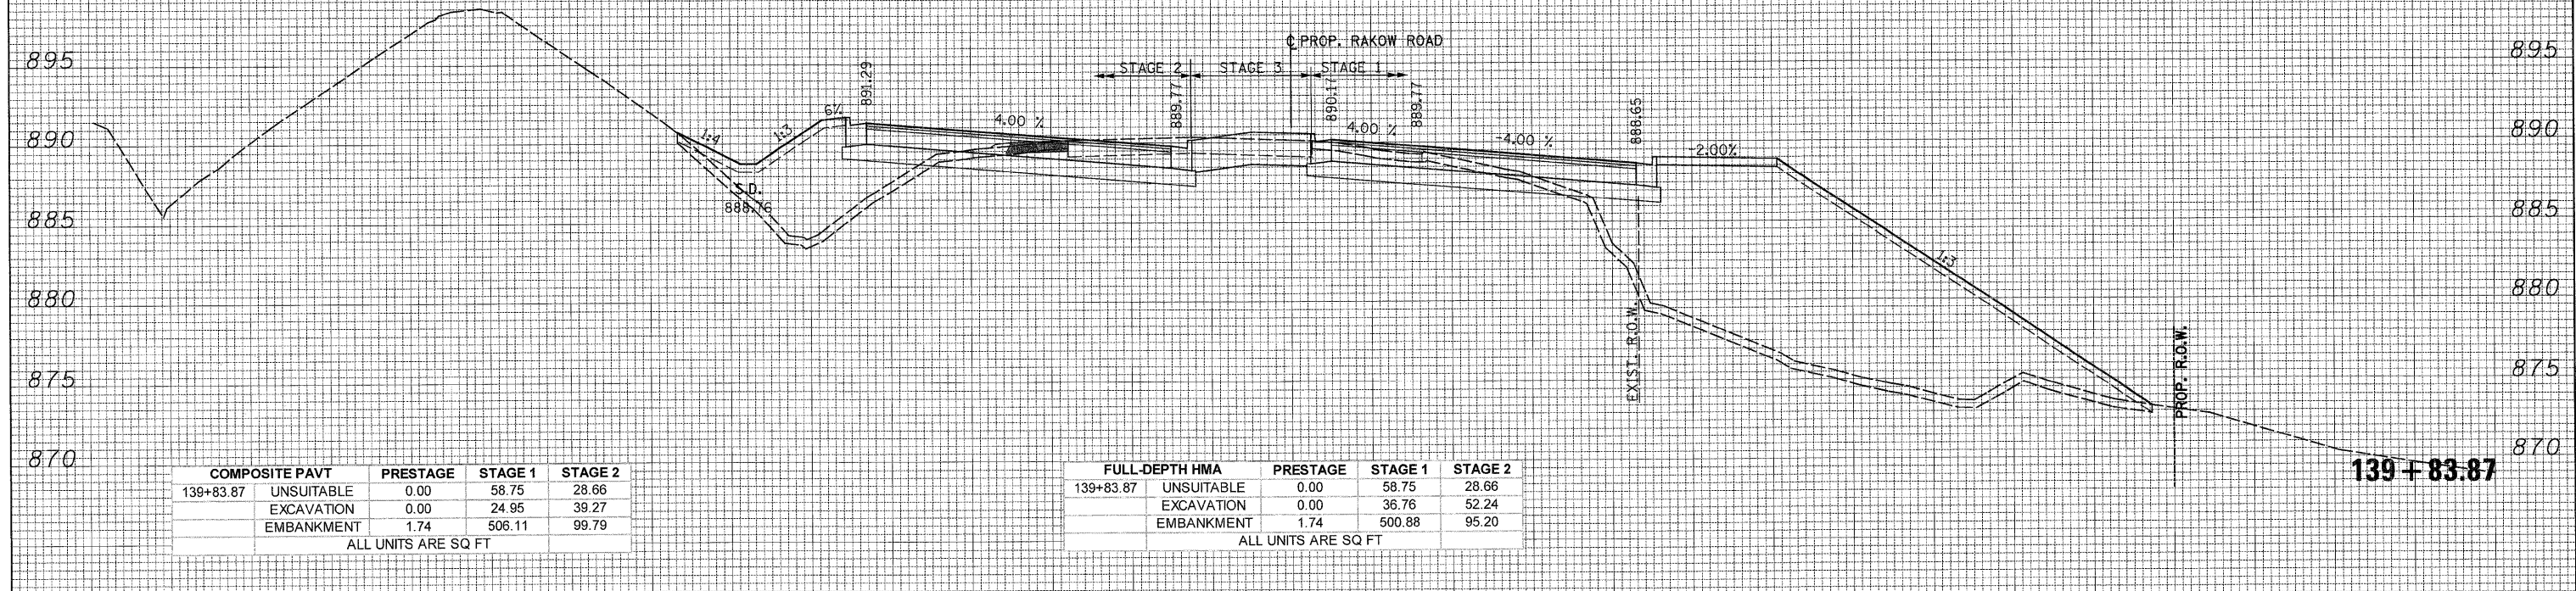 ℄ PROP. RAKOW ROAD
895
895
STAGE 2
STAGE 3
STAGE 1
891.29
889.77
890.17
889.77
888.65
890
890
1:4
1:3
6%
4.00 %
4.00 %
-4.00 %
-2.00%
S.D.
888.76
885
885
1:3
880
880
EXIST. R.O.W.
PROP. R.O.W.
875
875
870
870
139 + 83.87
COMPOSITE PAVT PRESTAGE STAGE 1 STAGE 2
139+83.87 UNSUITABLE 0.00 58.75 28.66
EXCAVATION 0.00 24.95 39.27
EMBANKMENT 1.74 506.11 99.79
ALL UNITS ARE SQ FT
FULL-DEPTH HMA PRESTAGE STAGE 1 STAGE 2
139+83.87 UNSUITABLE 0.00 58.75 28.66
EXCAVATION 0.00 36.76 52.24
EMBANKMENT 1.74 500.88 95.20
ALL UNITS ARE SQ FT